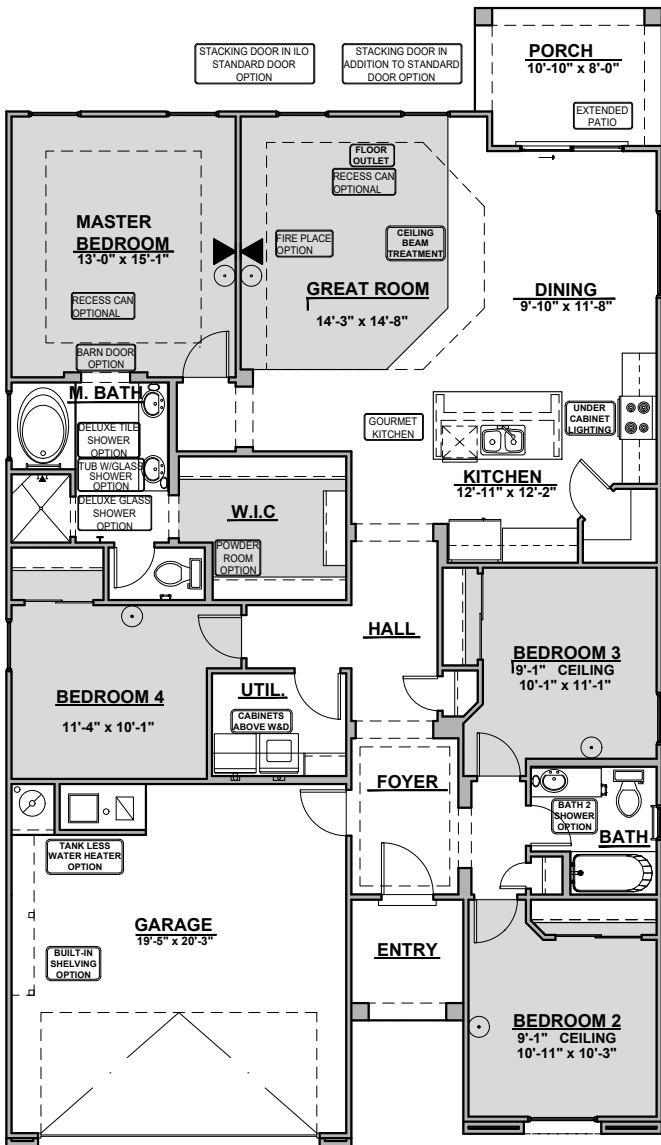 STACKING DOOR IN ILO
STANDARD DOOR
OPTION
STACKING DOOR IN
ADDITION TO STANDARD
DOOR OPTION
PORCH
10'-10" x 8'-0"
EXTENDED
PATIO
FLOOR
OUTLET
RECESS CAN
OPTIONAL
MASTER
BEDROOM
13'-0" x 15'-1"
FIRE PLACE
OPTION
CEILING
BEAM
TREATMENT
GREAT ROOM
14'-3" x 14'-8"
DINING
9'-10" x 11'-8"
RECESS CAN
OPTIONAL
BARN DOOR
OPTION
M. BATH
DELUXE TILE
SHOWER
OPTION
TUB W/GLASS
SHOWER
OPTION
DELUXE GLASS
SHOWER
OPTION
GOURMET
KITCHEN
UNDER
CABINET
LIGHTING
KITCHEN
12'-11" x 12'-2"
W.I.C
POWDER
ROOM
OPTION
HALL
BEDROOM 3
9'-1" CEILING
10'-1" x 11'-1"
BEDROOM 4
11'-4" x 10'-1"
UTIL.
CABINETS
ABOVE W&D
FOYER
BATH 2
SHOWER
OPTION
BATH
TANK LESS
WATER HEATER
OPTION
GARAGE
19'-5" x 20'-3"
BUILT-IN
SHELVING
OPTION
ENTRY
BEDROOM 2
9'-1" CEILING
10'-11" x 10'-3"